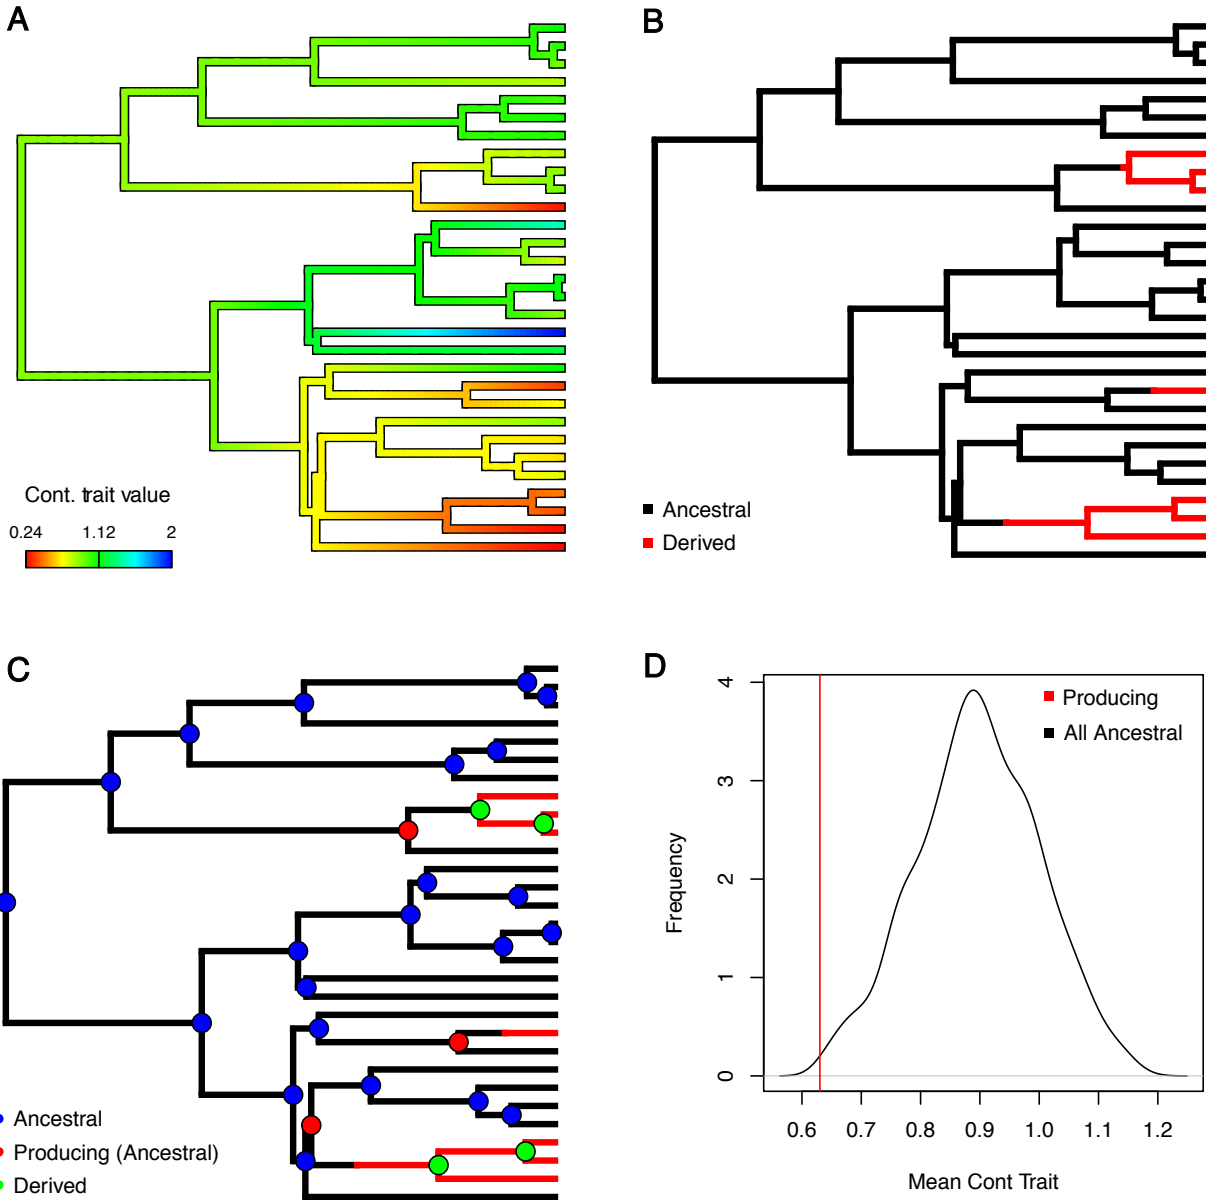 A
Cont. trait value
0.24 1.12 2
B
Ancestral
Derived
C
Ancestral
Producing (Ancestral)
Derived
D
Producing
All Ancestral
Frequency
4
3
2
1
0
0.6 0.7 0.8 0.9 1.0 1.1 1.2
Mean Cont Trait